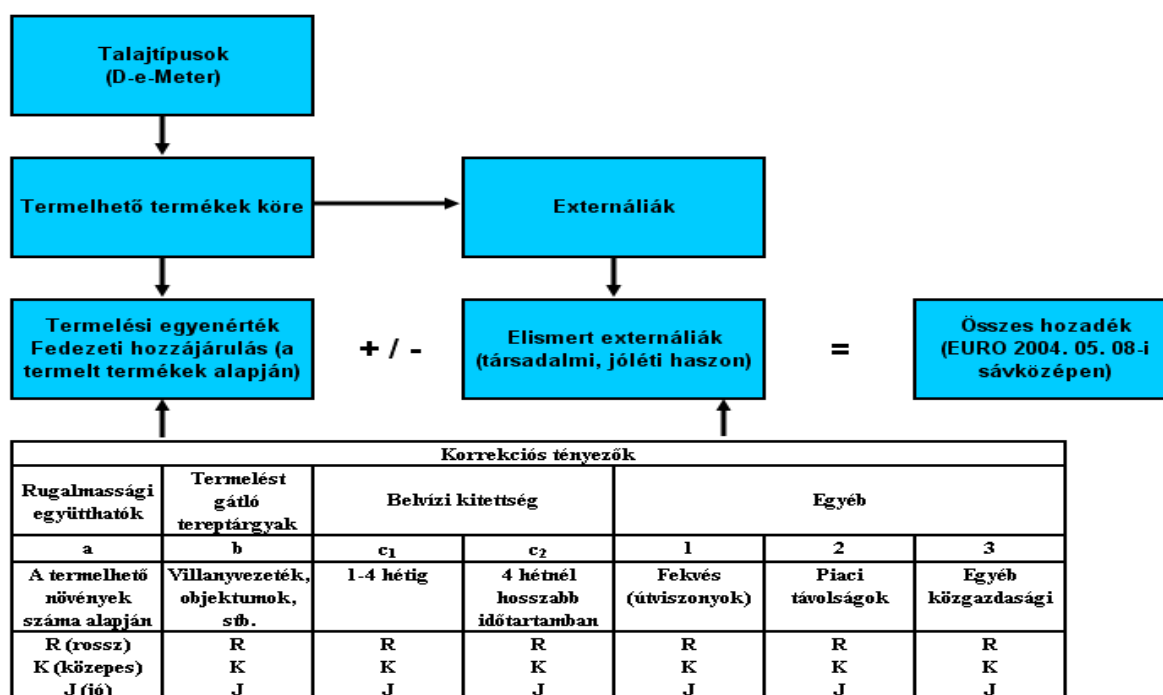 Talajtípusok
(D-e-Meter)
Termelhető termékek köre
Externáliák
Termelési egyenérték
Fedezeti hozzájárulás (a
termelt termékek alapján)
+ / -
Elismert externáliák
(társadalmi, jóléti haszon)
=
Összes hozadék
(EURO 2004. 05. 08-i
sávközépen)
Korrekciós tényezők
Rugalmassági
együtthatók
Termelést
gátló
tereptárgyak
Belvízi kitettség
Egyéb
a b c₁ c₂ 1 2 3
A termelhető
növények
száma alapján
Villanyvezeték,
objektumok,
stb.
1-4 hétig
4 hétnél
hosszabb
időtartamban
Fekvés
(útviszonyok)
Piaci
távolságok
Egyéb
közgazdasági
R (rossz) R R R R R R
K (közepes) K K K K K K
J (jó) J J J J J J